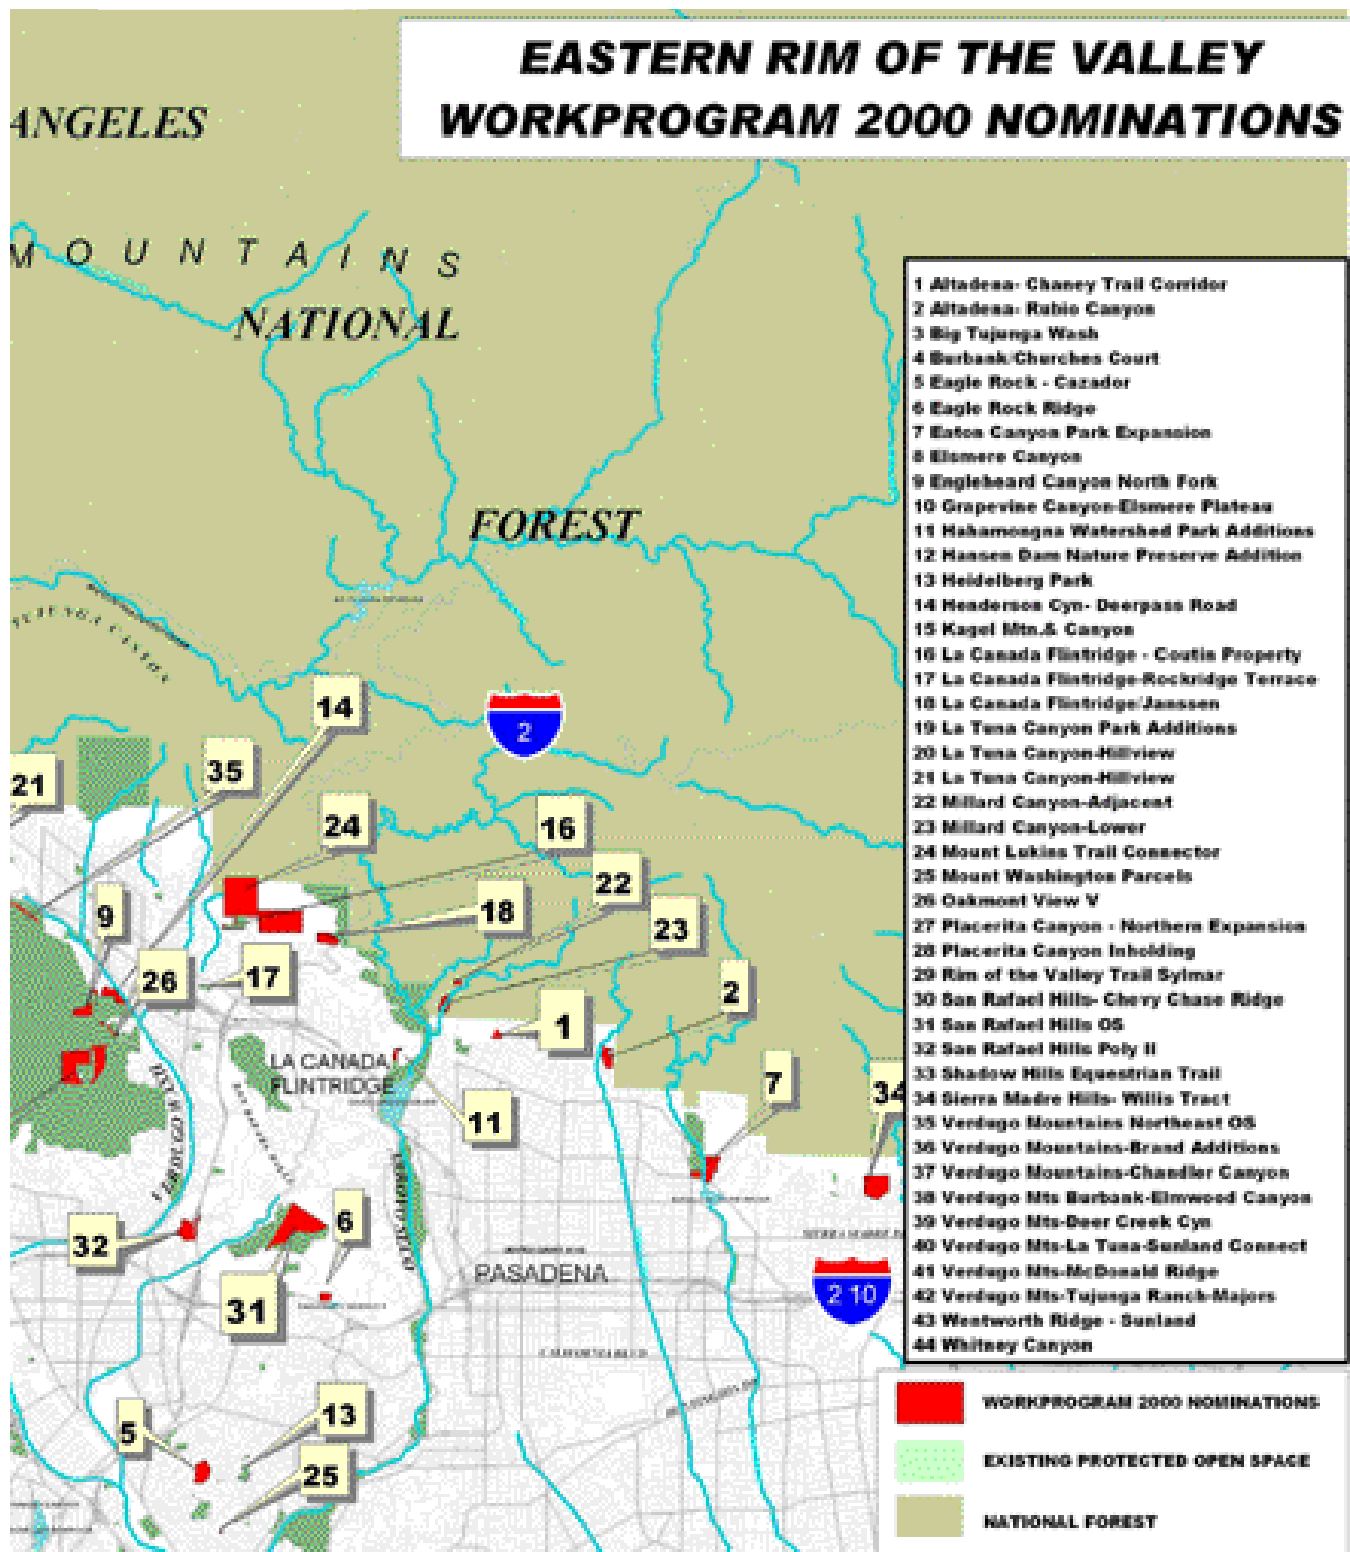 EASTERN RIM OF THE VALLEY
WORKPROGRAM 2000 NOMINATIONS
ANGELES
MOUNTAINS
NATIONAL
FOREST
1 Altadena- Chaney Trail Corridor
2 Altadena- Rubio Canyon
3 Big Tujunga Wash
4 Burbank/Churches Court
5 Eagle Rock - Cazador
6 Eagle Rock Ridge
7 Eaton Canyon Park Expansion
8 Elsmere Canyon
9 Engleheard Canyon North Fork
10 Grapevine Canyon-Elsmere Plateau
11 Hahamongna Watershed Park Additions
12 Hansen Dam Nature Preserve Addition
13 Heidelberg Park
14 Henderson Cyn- Deerpass Road
15 Kagel Mtn.& Canyon
16 La Canada Flintridge - Coutin Property
17 La Canada Flintridge-Rockridge Terrace
18 La Canada Flintridge/Janssen
19 La Tuna Canyon Park Additions
20 La Tuna Canyon-Hillview
21 La Tuna Canyon-Hillview
22 Millard Canyon-Adjacent
23 Millard Canyon-Lower
24 Mount Lukins Trail Connector
25 Mount Washington Parcels
26 Oakmont View V
27 Placerita Canyon - Northern Expansion
28 Placerita Canyon Inholding
29 Rim of the Valley Trail Sylmar
30 San Rafael Hills- Chevy Chase Ridge
31 San Rafael Hills OS
32 San Rafael Hills Poly II
33 Shadow Hills Equestrian Trail
34 Sierra Madre Hills- Willis Tract
35 Verdugo Mountains Northeast OS
36 Verdugo Mountains-Brand Additions
37 Verdugo Mountains-Chandler Canyon
38 Verdugo Mts Burbank-Elmwood Canyon
39 Verdugo Mts-Deer Creek Cyn
40 Verdugo Mts-La Tuna-Sunland Connect
41 Verdugo Mts-McDonald Ridge
42 Verdugo Mts-Tujunga Ranch-Majors
43 Wentworth Ridge - Sunland
44 Whitney Canyon
TUJUNGA CANYON
14
2
35
21
24
16
22
9
18
23
26
17
2
1
LA CANADA
FLINTRIDGE
7
34
11
6
32
PASADENA
2 10
31
13
5
25
WORKPROGRAM 2000 NOMINATIONS
EXISTING PROTECTED OPEN SPACE
NATIONAL FOREST